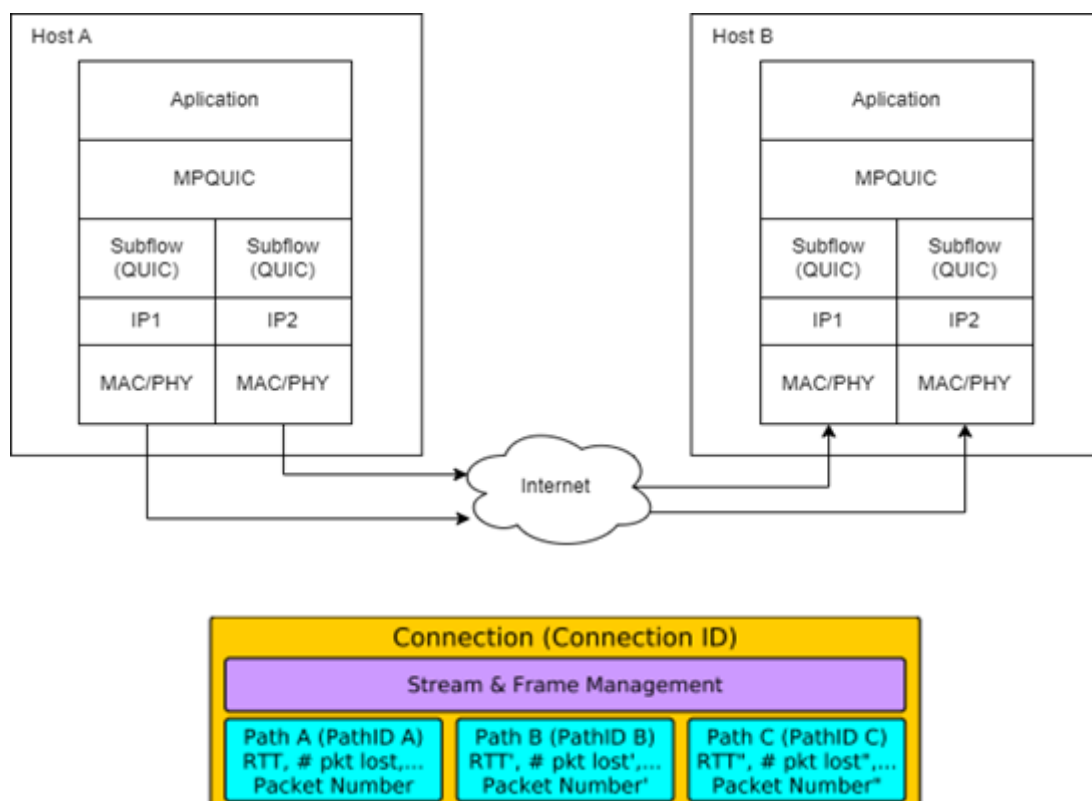 Host A
Aplication
MPQUIC
Subflow
(QUIC)
Subflow
(QUIC)
IP1
IP2
MAC/PHY
MAC/PHY
Host B
Aplication
MPQUIC
Subflow
(QUIC)
Subflow
(QUIC)
IP1
IP2
MAC/PHY
MAC/PHY
Internet
Connection (Connection ID)
Stream & Frame Management
Path A (PathID A)
RTT, # pkt lost,...
Packet Number
Path B (PathID B)
RTT', # pkt lost',...
Packet Number'
Path C (PathID C)
RTT", # pkt lost",...
Packet Number"